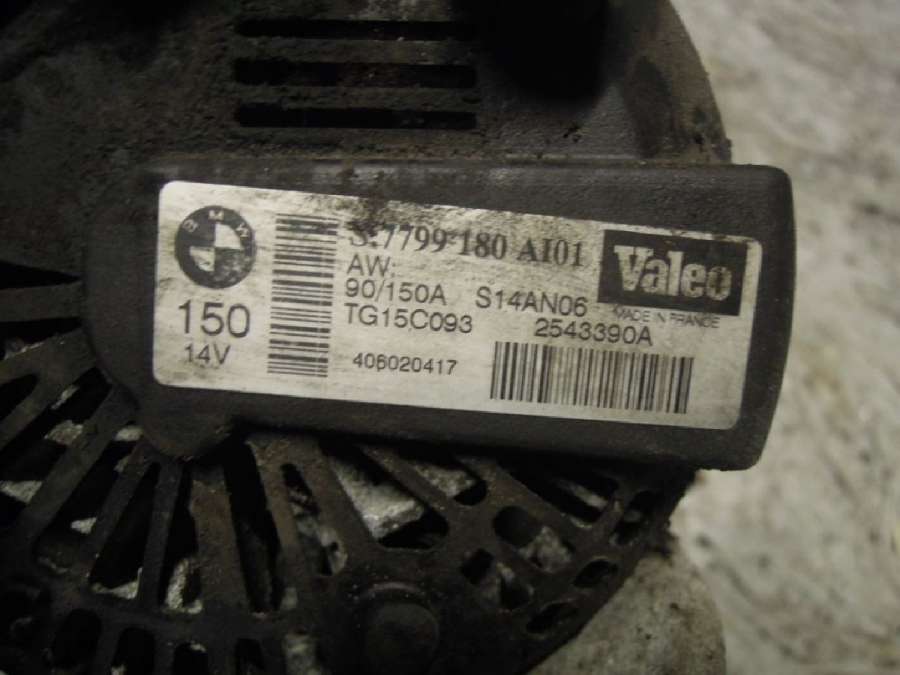 BMW
150
14V
S:7799 180 AI01
AW:
90/150A S14AN06
TG15C093 2543390A
406020417
Valeo
MADE IN FRANCE